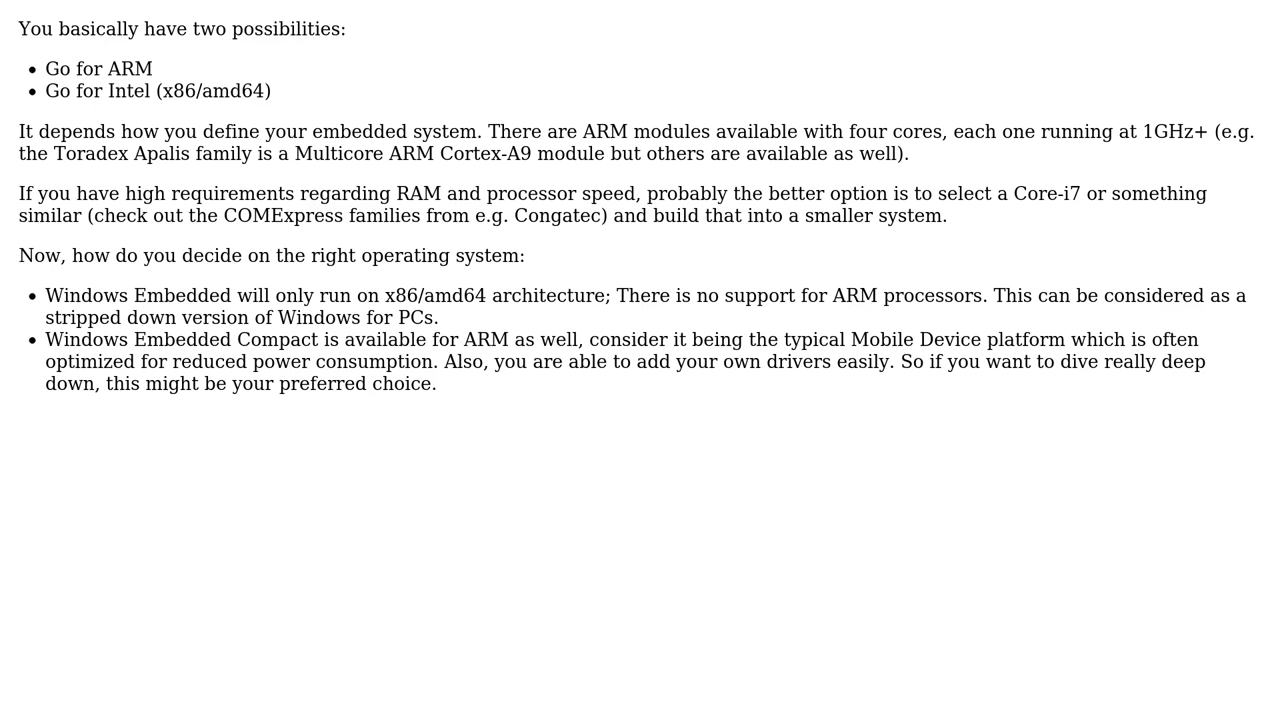 You basically have two possibilities:
• Go for ARM
• Go for Intel (x86/amd64)
It depends how you define your embedded system. There are ARM modules available with four cores, each one running at 1GHz+ (e.g.
the Toradex Apalis family is a Multicore ARM Cortex-A9 module but others are available as well).
If you have high requirements regarding RAM and processor speed, probably the better option is to select a Core-i7 or something
similar (check out the COMExpress families from e.g. Congatec) and build that into a smaller system.
Now, how do you decide on the right operating system:
• Windows Embedded will only run on x86/amd64 architecture; There is no support for ARM processors. This can be considered as a
stripped down version of Windows for PCs.
• Windows Embedded Compact is available for ARM as well, consider it being the typical Mobile Device platform which is often
optimized for reduced power consumption. Also, you are able to add your own drivers easily. So if you want to dive really deep
down, this might be your preferred choice.